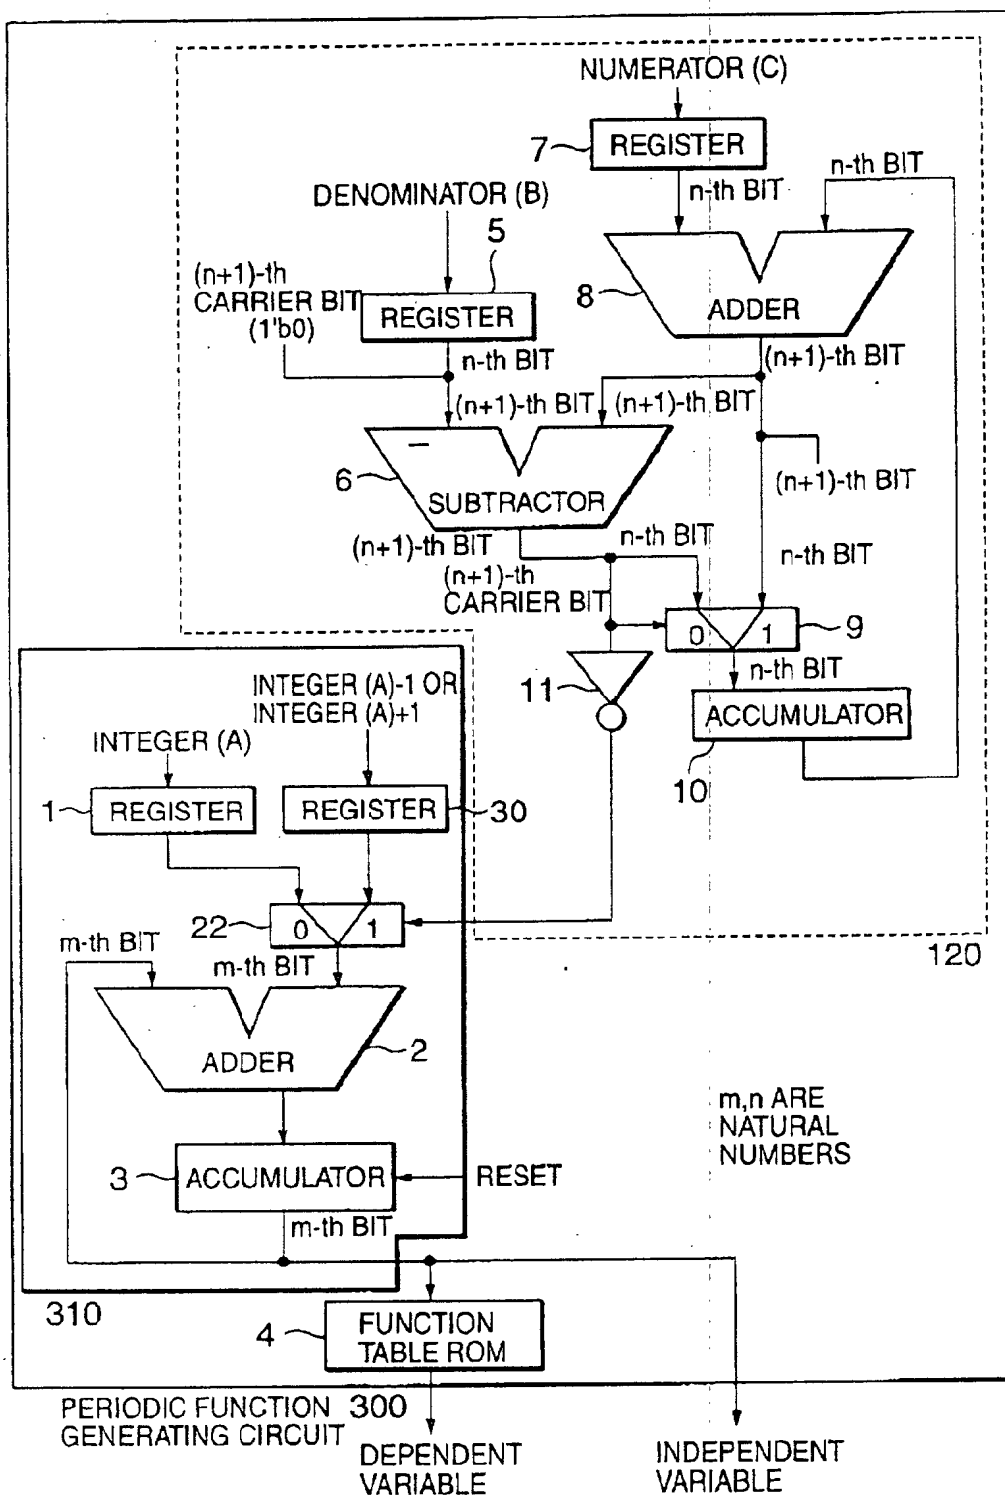 NUMERATOR (C)
7
REGISTER
n-th BIT
n-th BIT
DENOMINATOR (B)
5
(n+1)-th
CARRIER BIT
(1'b0)
REGISTER
8
ADDER
n-th BIT
(n+1)-th BIT
(n+1)-th BIT
(n+1)-th BIT
6
SUBTRACTOR
(n+1)-th BIT
(n+1)-th BIT
n-th BIT
n-th BIT
(n+1)-th
CARRIER BIT
0 1
9
11
n-th BIT
ACCUMULATOR
10
INTEGER (A)-1 OR
INTEGER (A)+1
INTEGER (A)
1
REGISTER
REGISTER
30
22
0 1
m-th BIT
m-th BIT
120
ADDER
2
m,n ARE
NATURAL
NUMBERS
3
ACCUMULATOR
RESET
m-th BIT
310
4
FUNCTION
TABLE ROM
PERIODIC FUNCTION 300
GENERATING CIRCUIT
DEPENDENT
VARIABLE
INDEPENDENT
VARIABLE